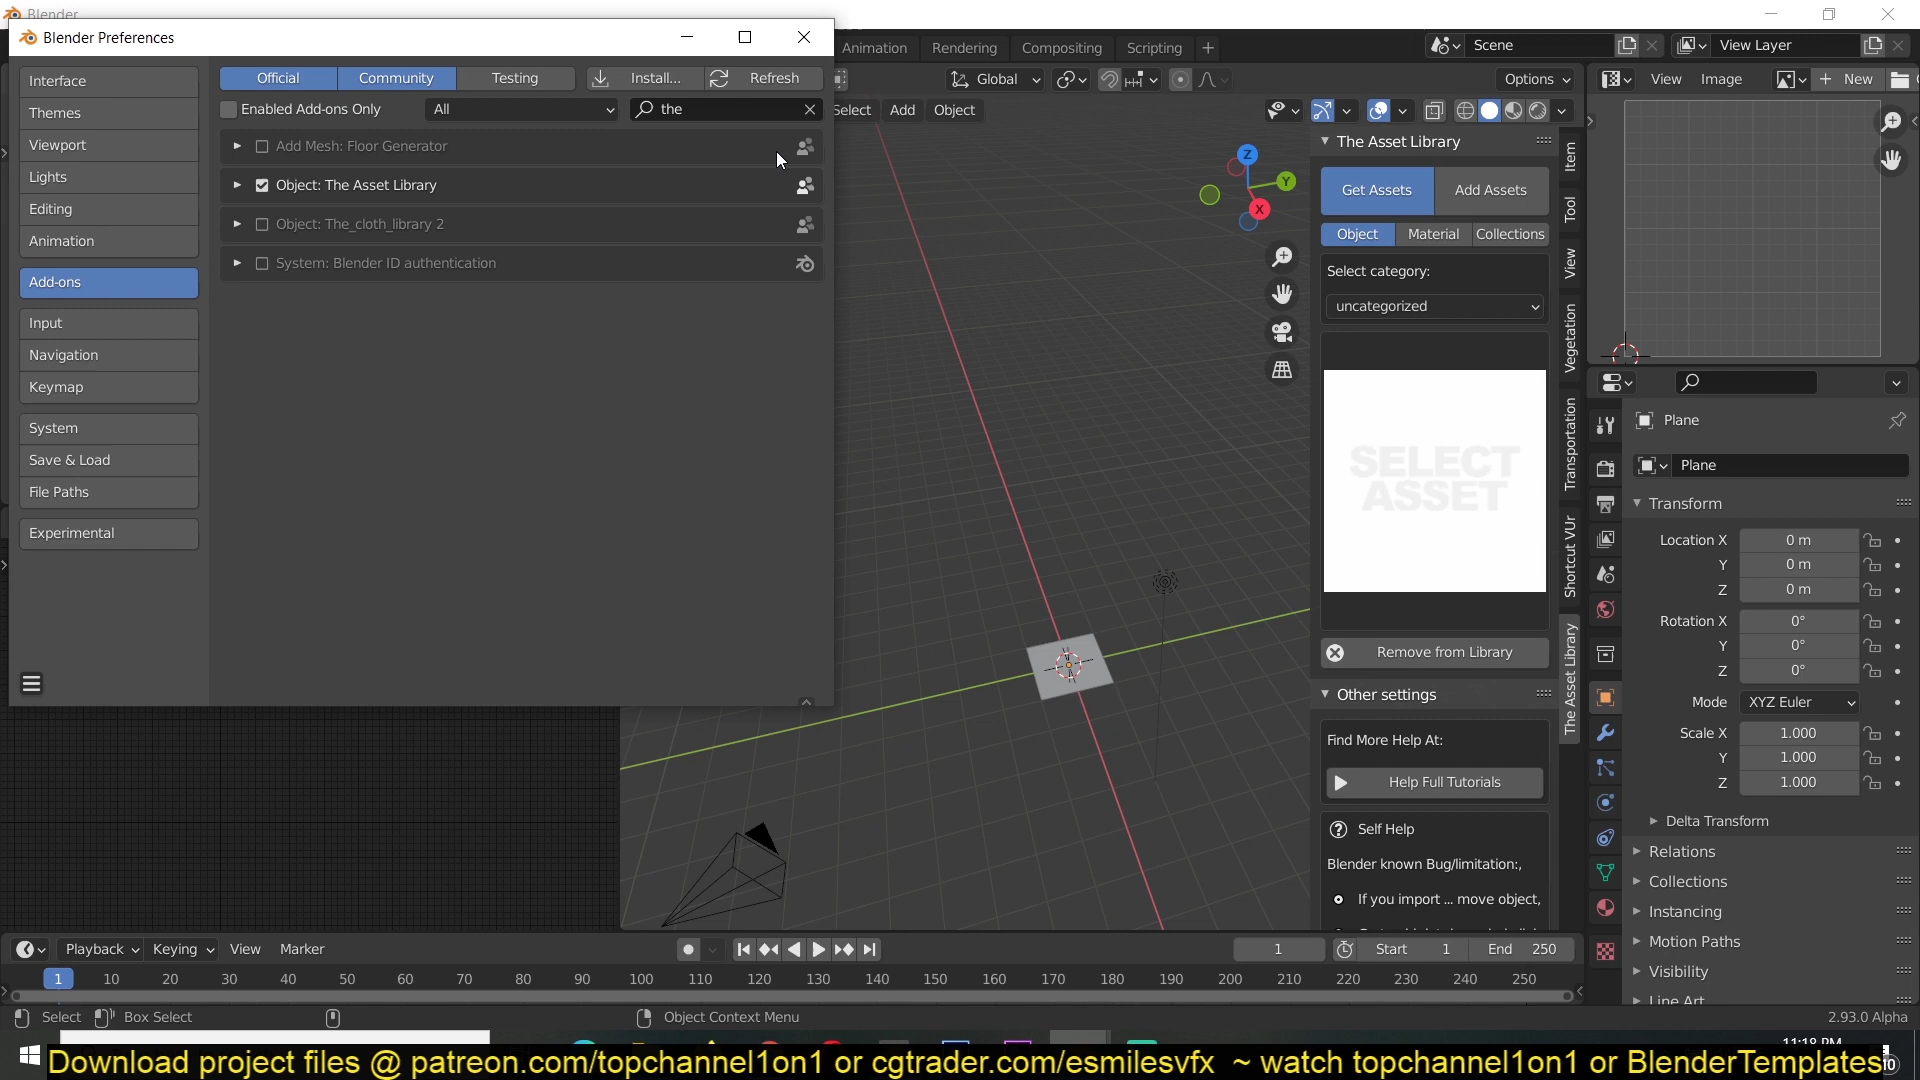 Blender
Blender Preferences
Interface
Themes
Viewport
Lights
Editing
Animation
Add-ons
Input
Navigation
Keymap
System
Save & Load
File Paths
Experimental
Official
Community
Testing
Install...
Refresh
Enabled Add-ons Only
All
the
Add Mesh: Floor Generator
Object: The Asset Library
Object: The_cloth_library 2
System: Blender ID authentication
Animation
Rendering
Compositing
Scripting
+
Scene
View Layer
Global
Options
Select
Add
Object
View
Image
New
Z
Y
X
The Asset Library
Get Assets
Add Assets
Object
Material
Collections
Select category:
uncategorized
SELECT
ASSET
Remove from Library
Other settings
Find More Help At:
Help Full Tutorials
Self Help
Blender known Bug/limitation:,
If you import ... move object,
Item
Tool
View
Vegetation
Transportation
Shortcut VUr
The Asset Library
Plane
Plane
Transform
Location X 0 m
Y 0 m
Z 0 m
Rotation X 0°
Y 0°
Z 0°
Mode XYZ Euler
Scale X 1.000
Y 1.000
Z 1.000
Delta Transform
Relations
Collections
Instancing
Motion Paths
Visibility
Line Art
Playback
Keying
View
Marker
1
Start 1
End 250
1 10 20 30 40 50 60 70 80 90 100 110 120 130 140 150 160 170 180 190 200 210 220 230 240 250
Select
Box Select
Object Context Menu
2.93.0 Alpha
11:18 PM
Download project files @ patreon.com/topchannel1on1 or cgtrader.com/esmilesvfx ~ watch topchannel1on1 or BlenderTemplates